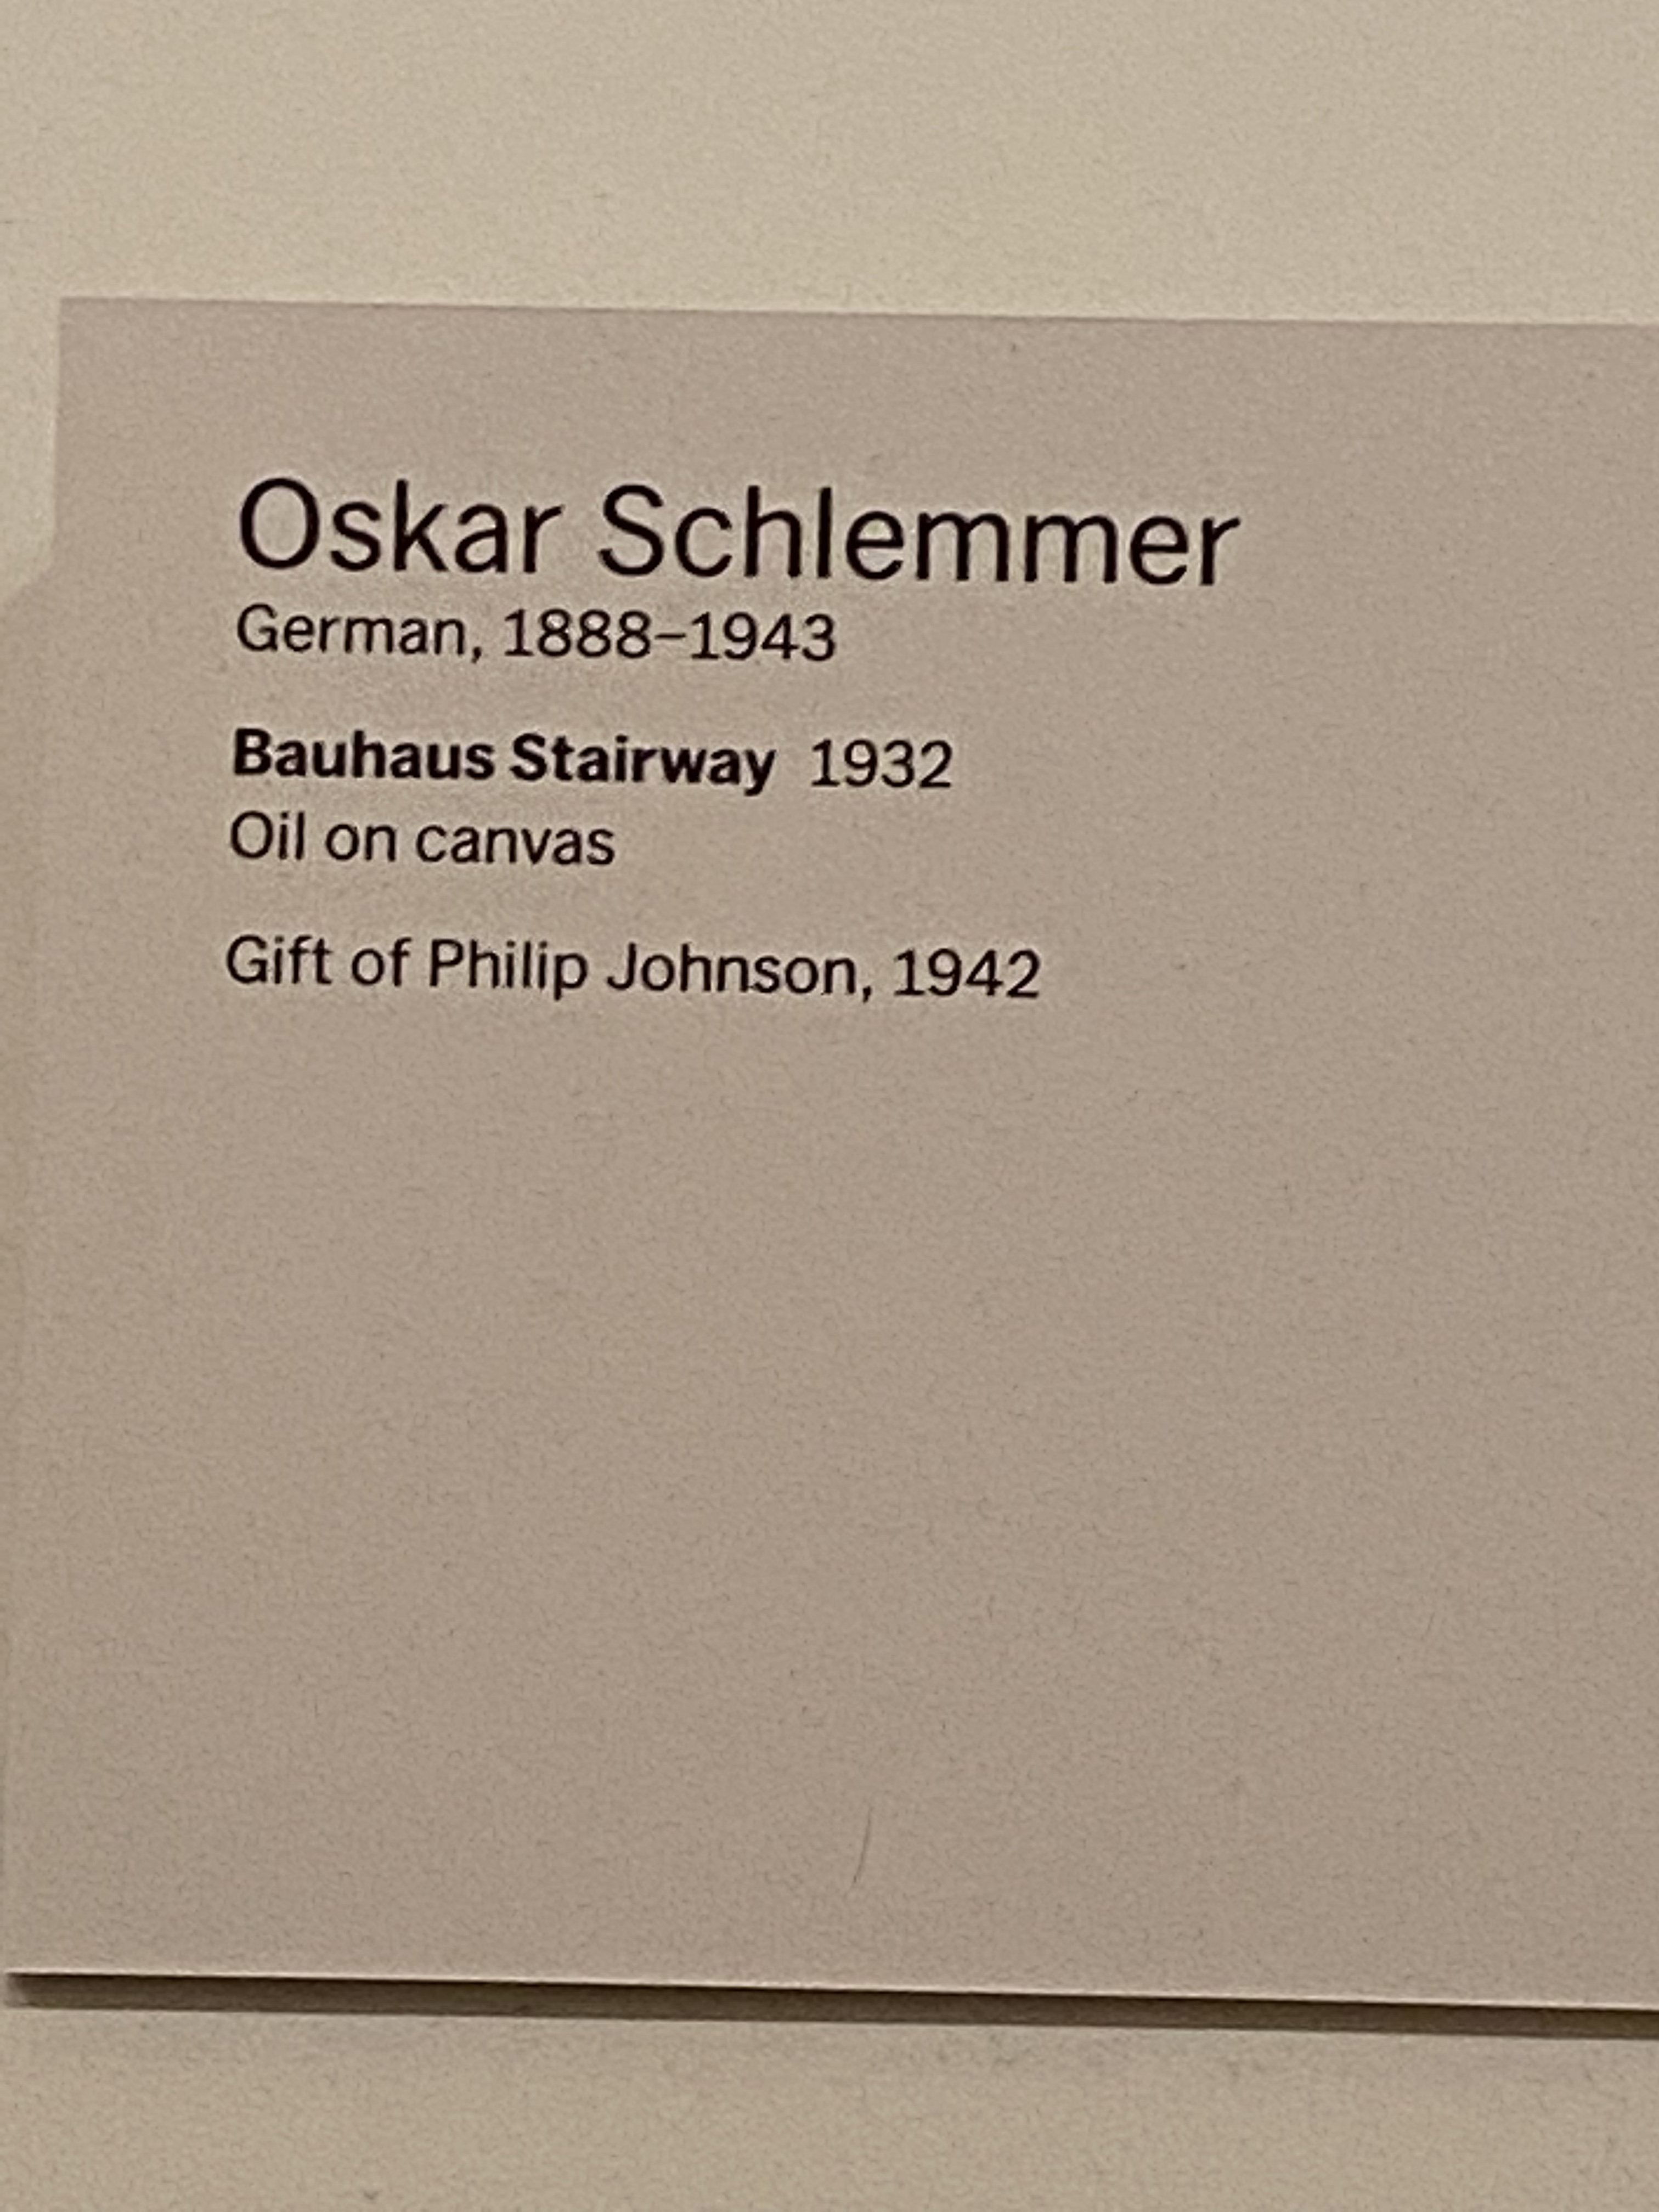 Oskar Schlemmer
German, 1888–1943
Bauhaus Stairway 1932
Oil on canvas
Gift of Philip Johnson, 1942